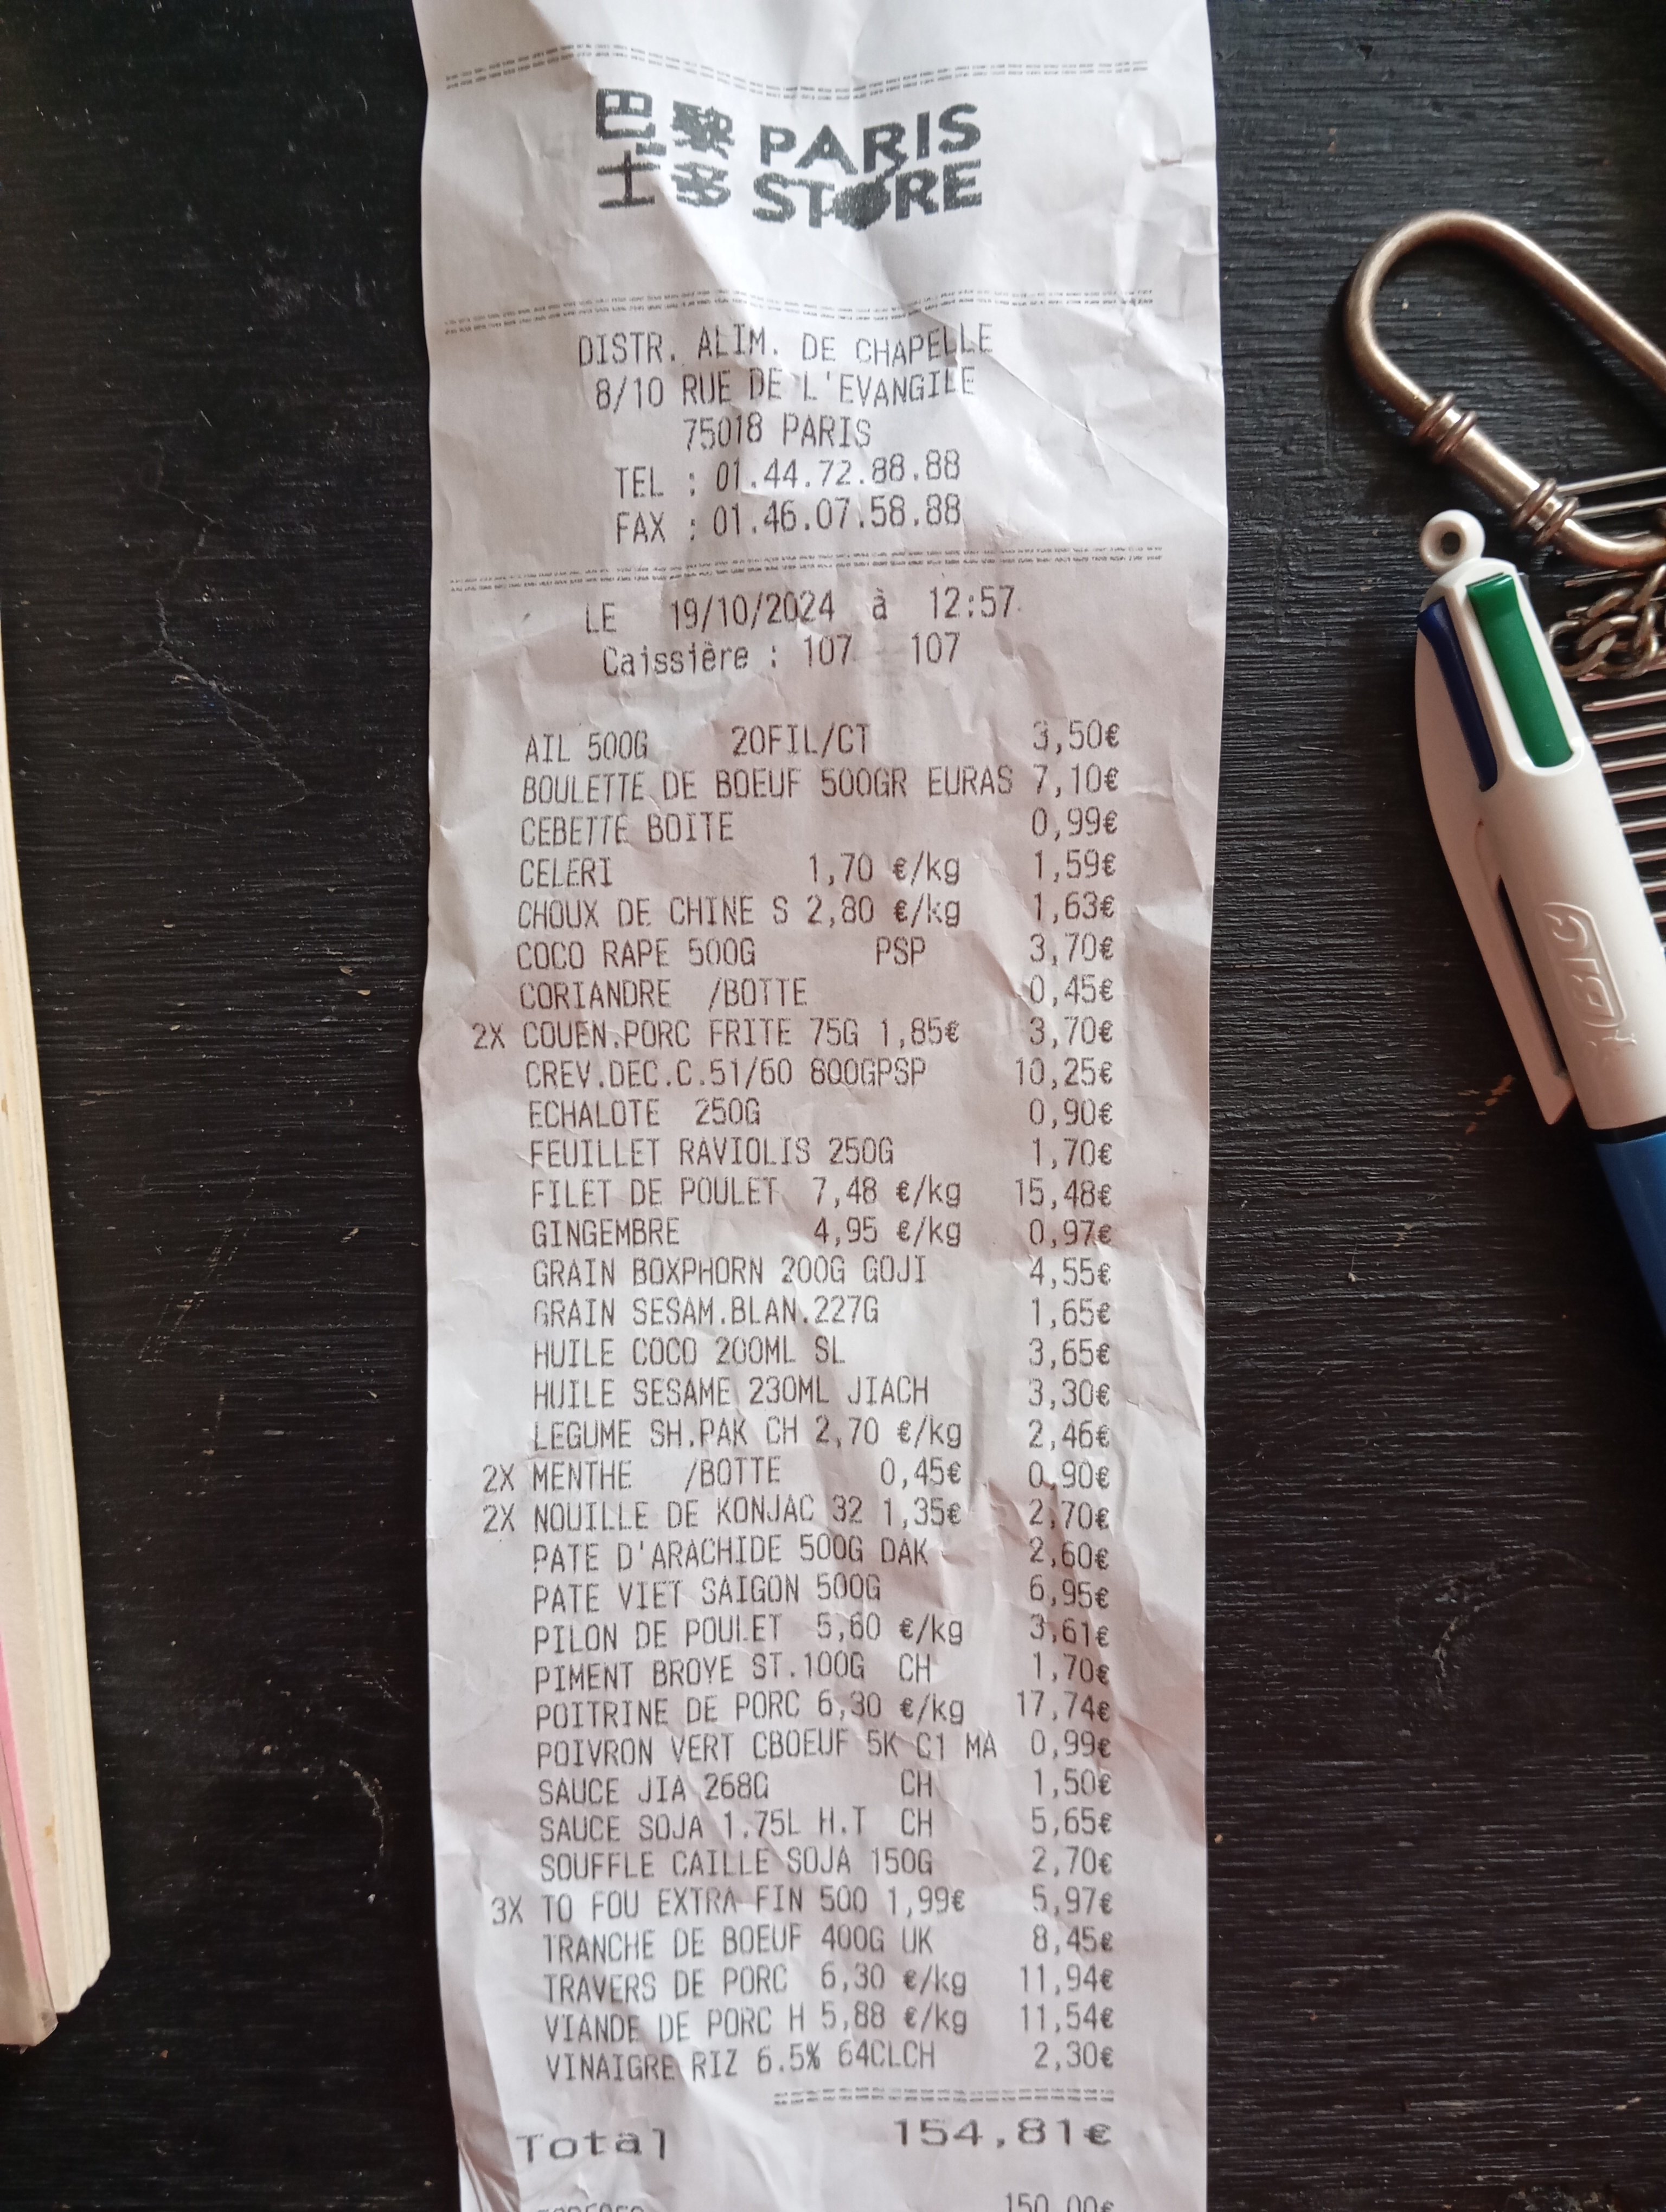 巴黎 PARIS
士多 STORE
DISTR. ALIM. DE CHAPELLE
8/10 RUE DE L'EVANGILE
75018 PARIS
TEL : 01.44.72.88.88
FAX : 01.46.07.58.88
LE 19/10/2024 à 12:57
Caissière : 107 107
AIL 500G 20FIL/CT 3,50€
BOULETTE DE BOEUF 500GR EURAS 7,10€
CEBETTE BOITE 0,99€
CELERI 1,70 €/kg 1,59€
CHOUX DE CHINE S 2,80 €/kg 1,63€
COCO RAPE 500G PSP 3,70€
CORIANDRE /BOTTE 0,45€
2X COUEN.PORC FRITE 75G 1,85€ 3,70€
CREV.DEC.C.51/60 800GPSP 10,25€
ECHALOTE 250G 0,90€
FEUILLET RAVIOLIS 250G 1,70€
FILET DE POULET 7,48 €/kg 15,48€
GINGEMBRE 4,95 €/kg 0,97€
GRAIN BOXPHORN 200G GOJI 4,55€
GRAIN SESAM.BLAN.227G 1,65€
HUILE COCO 200ML SL 3,65€
HUILE SESAME 230ML JIACH 3,30€
LEGUME SH.PAK CH 2,70 €/kg 2,46€
2X MENTHE /BOTTE 0,45€ 0,90€
2X NOUILLE DE KONJAC 32 1,35€ 2,70€
PATE D'ARACHIDE 500G DAK 2,60€
PATE VIET SAIGON 500G 6,95€
PILON DE POULET 5,60 €/kg 3,61€
PIMENT BROYE ST.100G CH 1,70€
POITRINE DE PORC 6,30 €/kg 17,74€
POIVRON VERT CBOEUF 5K C1 MA 0,99€
SAUCE JIA 268G CH 1,50€
SAUCE SOJA 1.75L H.T CH 5,65€
SOUFFLE CAILLE SOJA 150G 2,70€
3X TO FOU EXTRA FIN 500 1,99€ 5,97€
TRANCHE DE BOEUF 400G UK 8,45€
TRAVERS DE PORC 6,30 €/kg 11,94€
VIANDE DE PORC H 5,88 €/kg 11,54€
VINAIGRE RIZ 6.5% 64CLCH 2,30€
Total 154,81€
150,00€
BIC